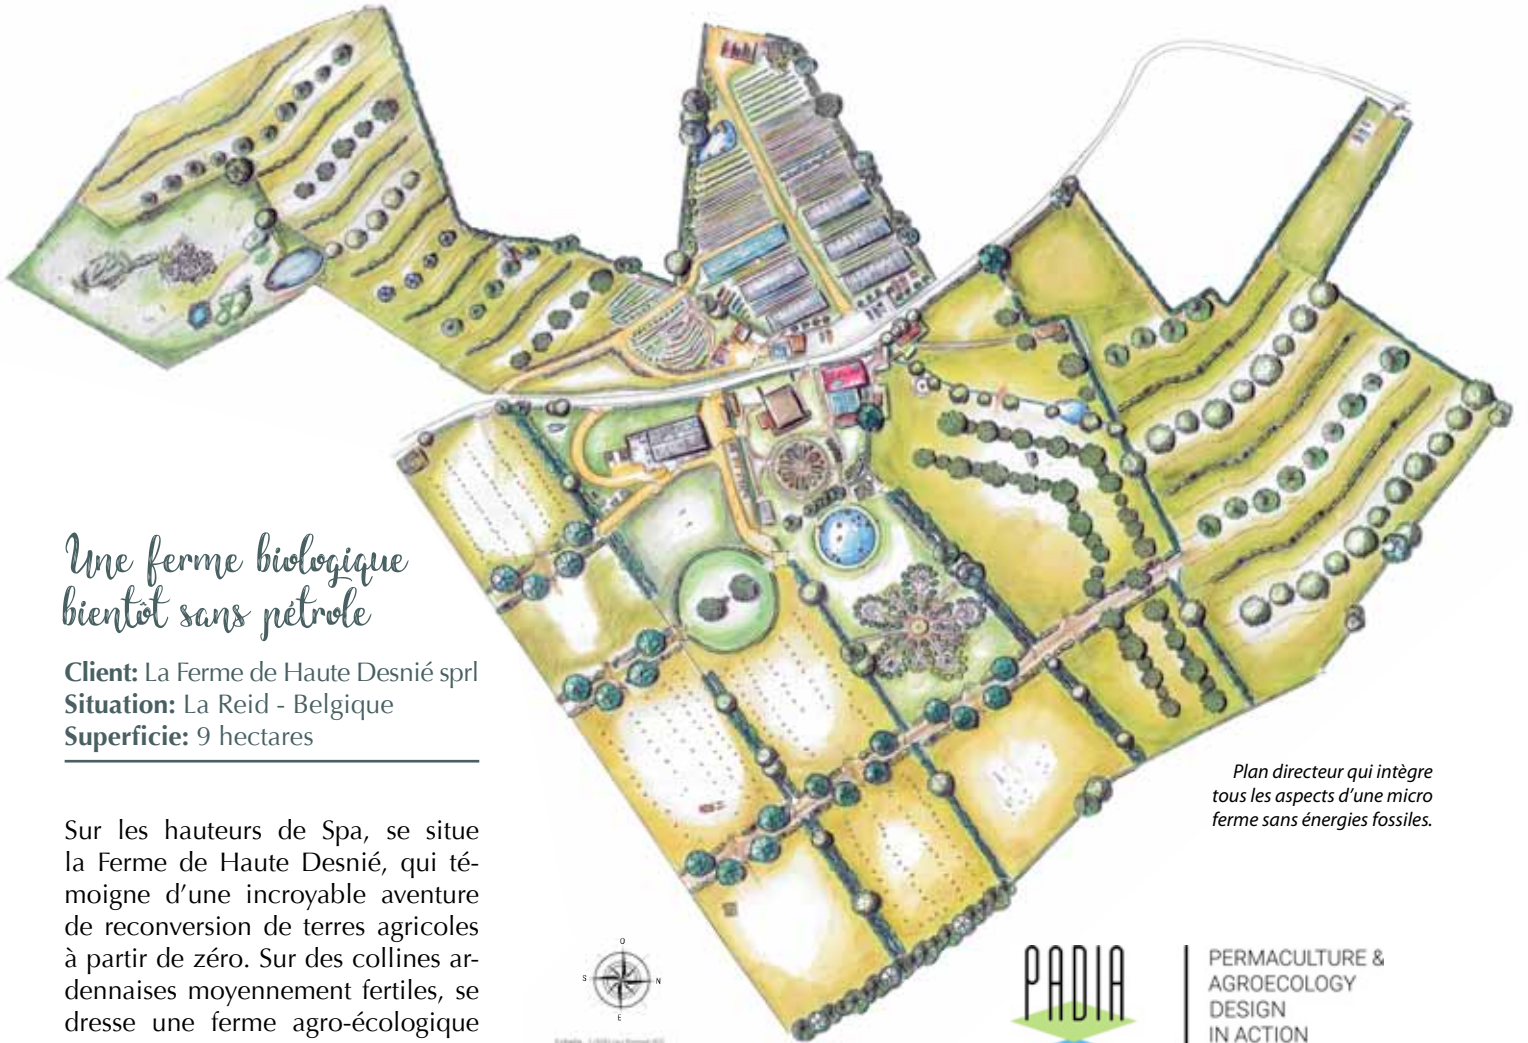 Une ferme biologique
bientôt sans pétrole
Client: La Ferme de Haute Desnié sprl
Situation: La Reid - Belgique
Superficie: 9 hectares
Sur les hauteurs de Spa, se situe
la Ferme de Haute Desnié, qui té-
moigne d'une incroyable aventure
de reconversion de terres agricoles
à partir de zéro. Sur des collines ar-
dennaises moyennement fertiles, se
dresse une ferme agro-écologique
Plan directeur qui intègre
tous les aspects d'une micro
ferme sans énergies fossiles.
O
S
N
E
PADIA
PERMACULTURE &
AGROECOLOGY
DESIGN
IN ACTION